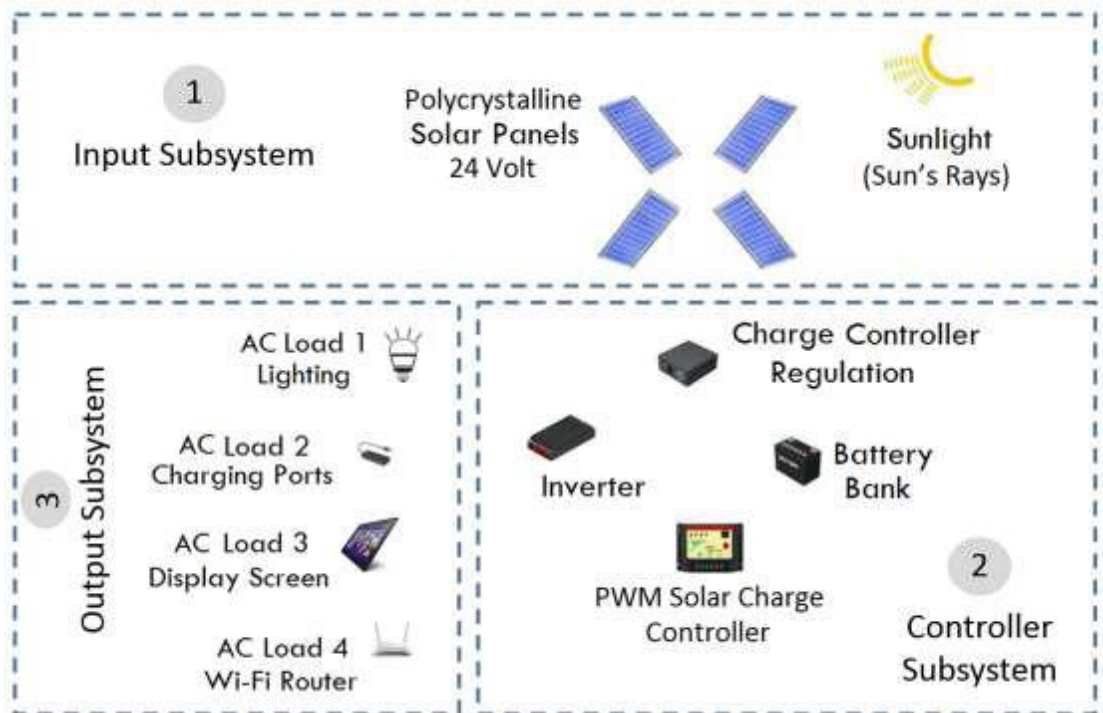 1
Input Subsystem
Polycrystalline
Solar Panels
24 Volt
Sunlight
(Sun's Rays)
3
Output Subsystem
AC Load 1
Lighting
AC Load 2
Charging Ports
AC Load 3
Display Screen
AC Load 4
Wi-Fi Router
Charge Controller
Regulation
Inverter
Battery
Bank
PWM Solar Charge
Controller
2
Controller
Subsystem